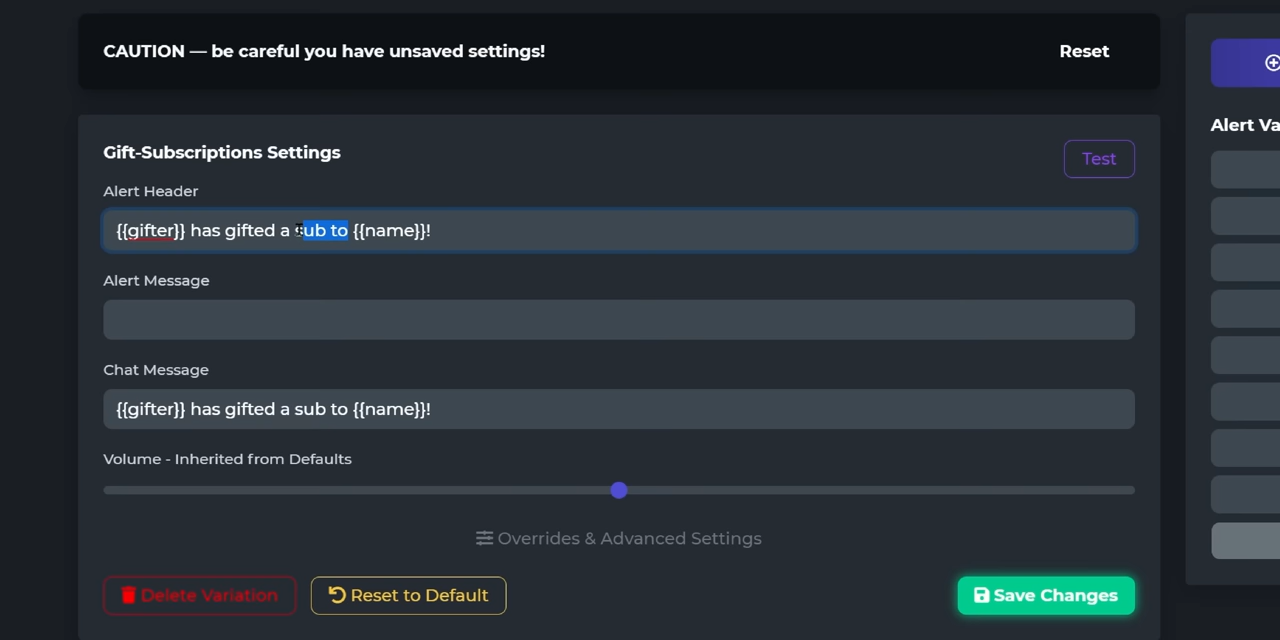 CAUTION — be careful you have unsaved settings!
Reset
Gift-Subscriptions Settings
Test
Alert Header
{{gifter}} has gifted a sub to {{name}}!
Alert Message
Chat Message
{{gifter}} has gifted a sub to {{name}}!
Volume - Inherited from Defaults
Overrides & Advanced Settings
Delete Variation
Reset to Default
Save Changes
Alert Va